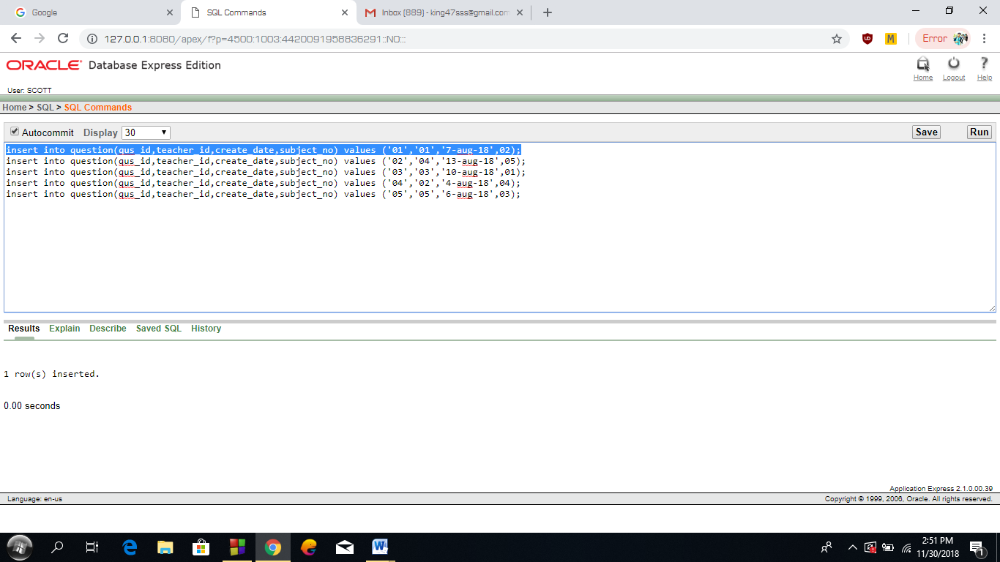 Google
SQL Commands
Inbox (889) - king47sss@gmail.com
127.0.0.1:8080/apex/f?p=4500:1003:4420091958836291::NO:::
Error
ORACLE Database Express Edition
Home Logout Help
User: SCOTT
Home > SQL > SQL Commands
Autocommit Display 30 Save Run
insert into question(qus_id,teacher_id,create_date,subject_no) values ('01','01','7-aug-18',02);
insert into question(qus_id,teacher_id,create_date,subject_no) values ('02','04','13-aug-18',05);
insert into question(qus_id,teacher_id,create_date,subject_no) values ('03','03','10-aug-18',01);
insert into question(qus_id,teacher_id,create_date,subject_no) values ('04','02','4-aug-18',04);
insert into question(qus_id,teacher_id,create_date,subject_no) values ('05','05','6-aug-18',03);
Results Explain Describe Saved SQL History
1 row(s) inserted.
0.00 seconds
Application Express 2.1.0.00.39
Language: en-us Copyright © 1999, 2006, Oracle. All rights reserved.
2:51 PM
11/30/2018
1